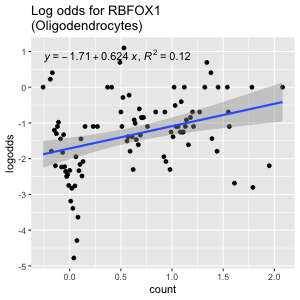 Log odds for RBFOX1
(Oligodendrocytes)
y = −1.71 + 0.624 x, R² = 0.12
1
0
-1
-2
-3
-4
-5
logodds
0.0 0.5 1.0 1.5 2.0
count